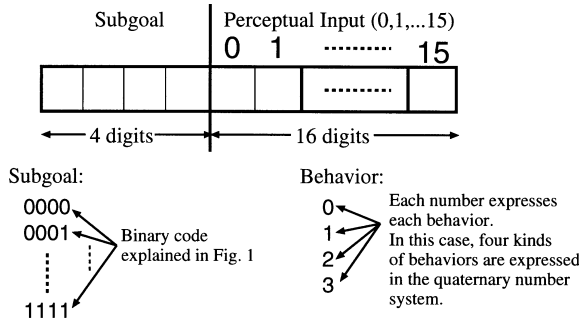 Subgoal
Perceptual Input (0,1,...15)
0 1 15
4 digits
16 digits
Subgoal:
0000
0001
1111
Binary code
explained in Fig. 1
Behavior:
0
1
2
3
Each number expresses
each behavior.
In this case, four kinds
of behaviors are expressed
in the quaternary number
system.